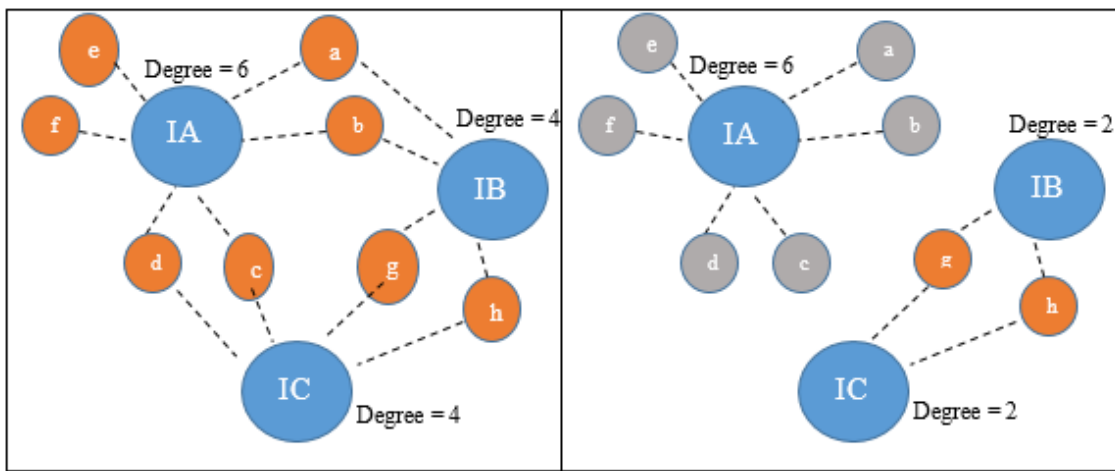 e
a
Degree = 6
f
IA
b
Degree = 4
IB
d
c
g
h
IC
Degree = 4
e
a
Degree = 6
f
IA
b
Degree = 2
IB
d
c
g
h
IC
Degree = 2